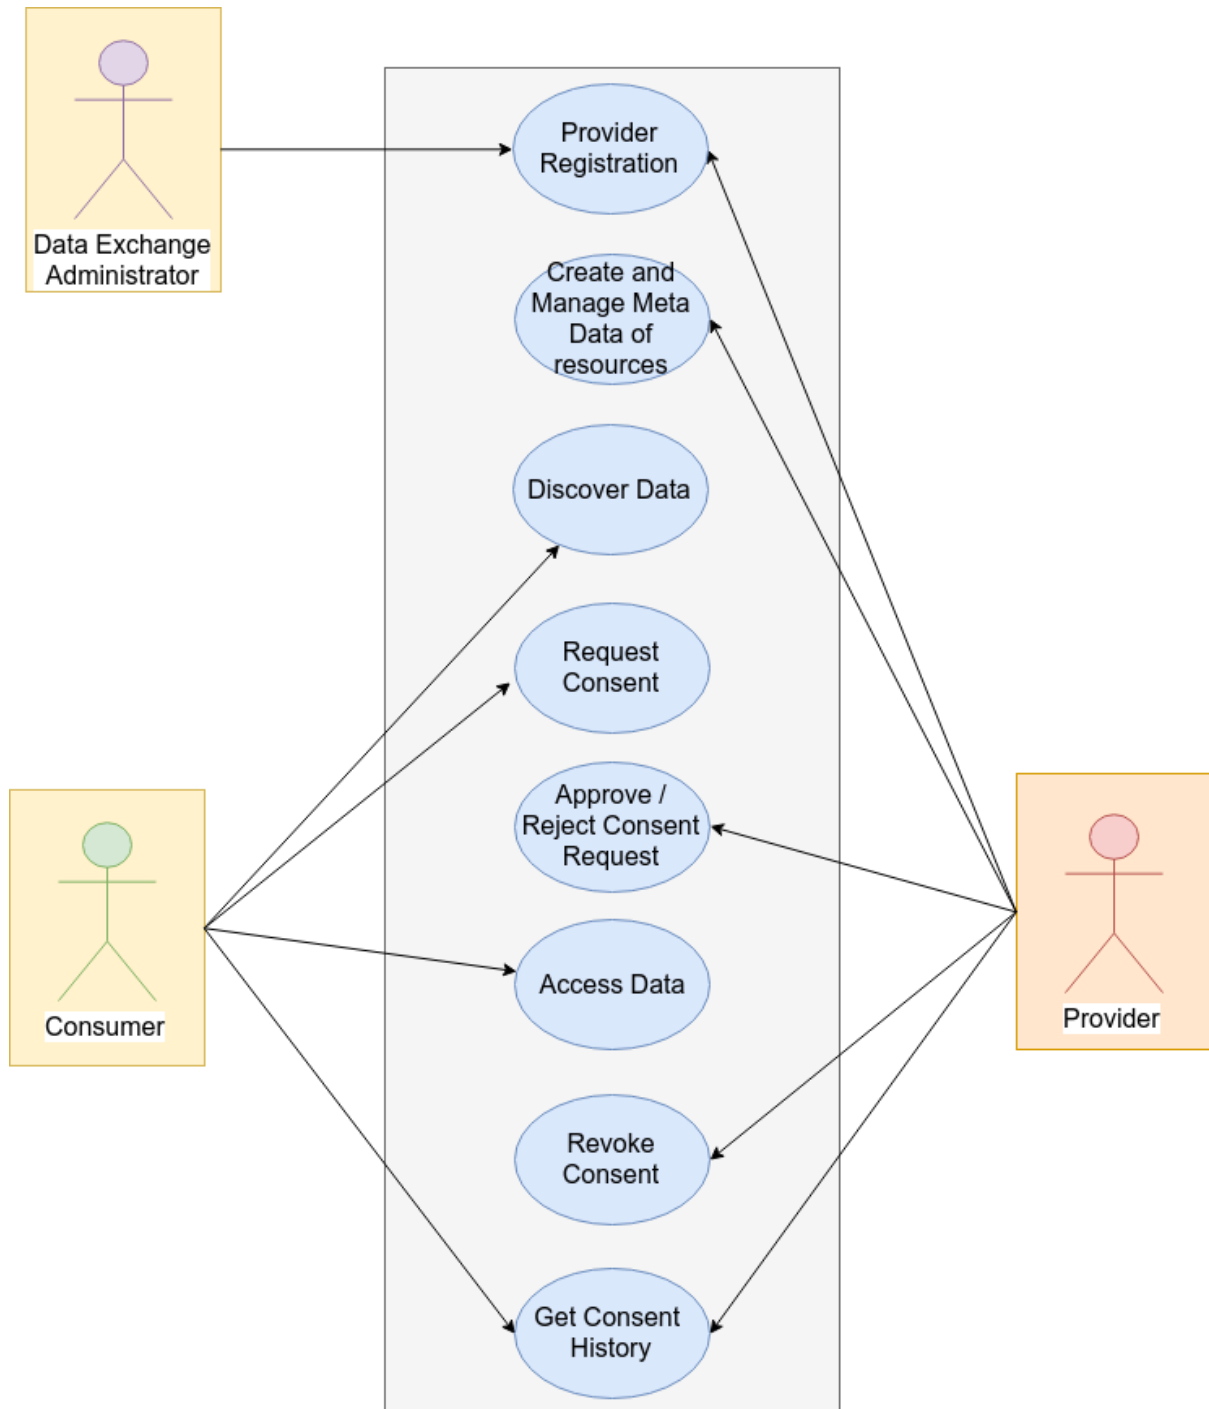 Data Exchange
Administrator
Provider
Registration
Create and
Manage Meta
Data of
resources
Discover Data
Request
Consent
Approve /
Reject Consent
Request
Access Data
Revoke
Consent
Get Consent
History
Consumer
Provider